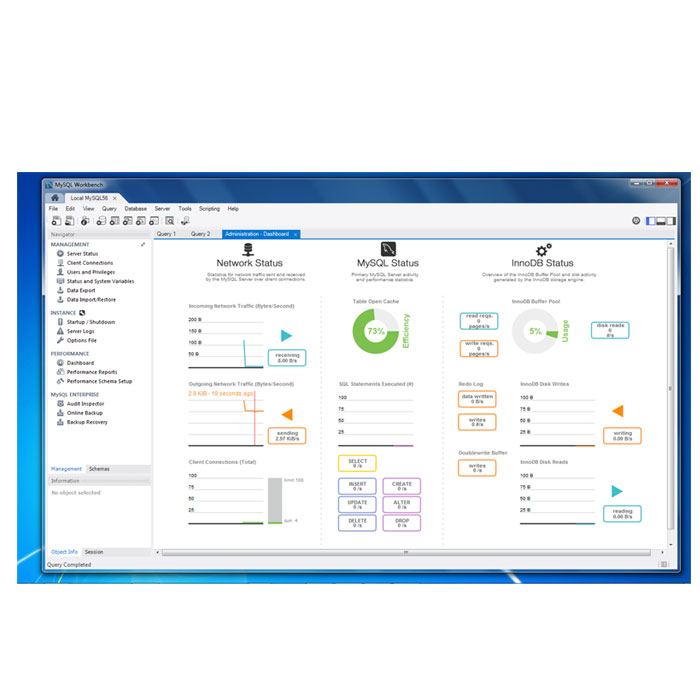 MySQL Workbench
Local MySQL56
File Edit View Query Database Server Tools Scripting Help
Navigator
MANAGEMENT
Server Status
Client Connections
Users and Privileges
Status and System Variables
Data Export
Data Import/Restore
INSTANCE
Startup / Shutdown
Server Logs
Options File
PERFORMANCE
Dashboard
Performance Reports
Performance Schema Setup
MySQL ENTERPRISE
Audit Inspector
Online Backup
Backup Recovery
Management Schemas
Information
No object selected
Object Info Session
Query Completed
Query 1 Query 2 Administration - Dashboard
Network Status
Statistics for network traffic sent and received
by the MySQL Server over client connections.
Incoming Network Traffic (Bytes/Second)
200 B
150 B
100 B
50 B
receiving
0.00 B/s
Outgoing Network Traffic (Bytes/Second)
2.9 KiB - 10 seconds ago
sending
2.97 KiB/s
Client Connections (Total)
100
75
50
25
limit 100
MySQL Status
Primary MySQL Server activity
and performance statistics.
Table Open Cache
73%
Efficiency
SQL Statements Executed (#)
100
75
50
25
SELECT
0 /s
INSERT
0 /s
CREATE
0 /s
UPDATE
0 /s
ALTER
0 /s
DELETE
0 /s
DROP
0 /s
InnoDB Status
Overview of the InnoDB Buffer Pool and disk activity
generated by the InnoDB storage engine.
InnoDB Buffer Pool
read reqs.
0
pages/s
write reqs.
0
pages/s
5%
Usage
disk reads
0
#/s
Redo Log
data written
0 B/s
writes
0 #/s
Doublewrite Buffer
writes
0 /s
InnoDB Disk Writes
100 B
75 B
50 B
25 B
writing
0.00 B/s
InnoDB Disk Reads
100 B
75 B
50 B
25 B
reading
0.00 B/s